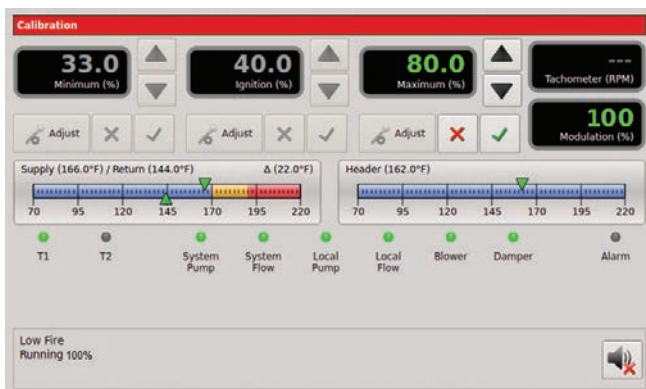 Calibration
33.0
Minimum (%)
40.0
Ignition (%)
80.0
Maximum (%)
---
Tachometer (RPM)
100
Modulation (%)
Adjust
Adjust
Adjust
Supply (166.0°F) / Return (144.0°F) Δ (22.0°F)
70 95 120 145 170 195 220
Header (162.0°F)
70 95 120 145 170 195 220
T1
T2
System Pump
System Flow
Local Pump
Local Flow
Blower
Damper
Alarm
Low Fire
Running 100%